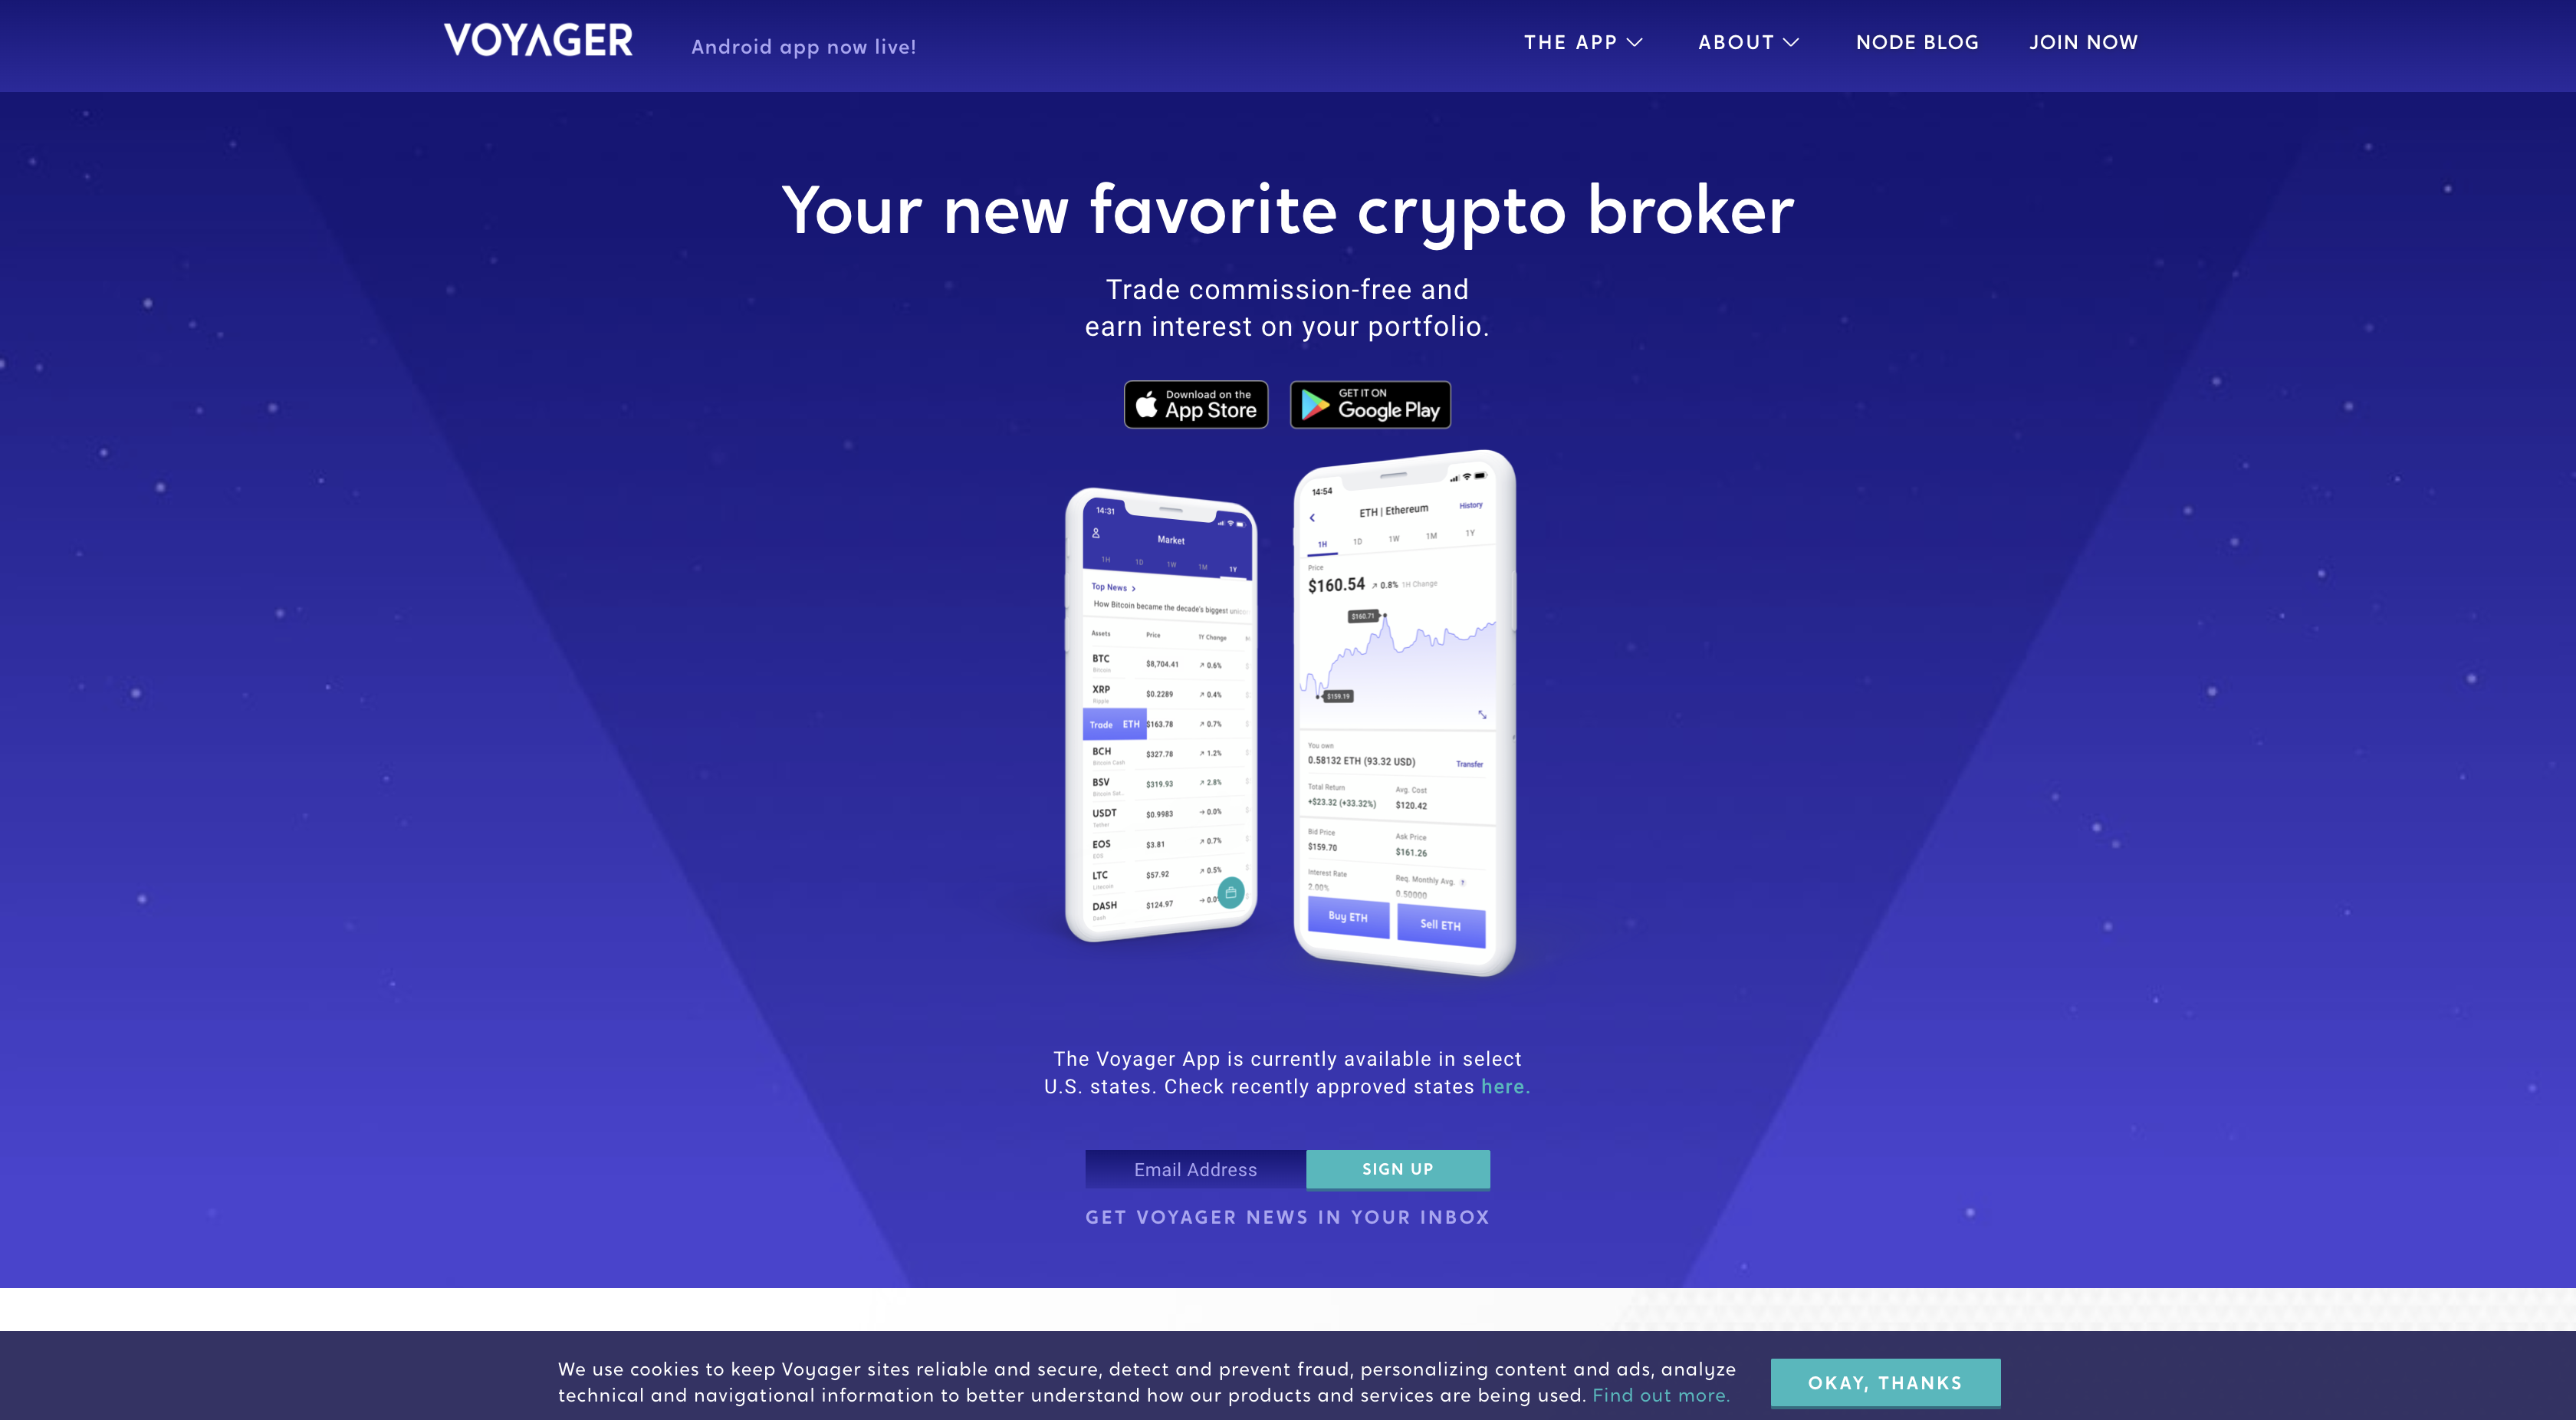 VOYAGER
Android app now live!
THE APP
ABOUT
NODE BLOG
JOIN NOW
Your new favorite crypto broker
Trade commission-free and
earn interest on your portfolio.
Download on the
App Store
GET IT ON
Google Play
14:31
Market
1H 1D 1W 1M 1Y
Top News >
How Bitcoin became the decade's biggest
Assets Price 1Y Change
BTC $8,704.41 ↗ 0.6%
Bitcoin
XRP $0.2289 ↗ 0.4%
Ripple
Trade ETH $163.78 ↗ 0.7%
BCH $327.78 ↗ 1.2%
Bitcoin Cash
BSV $319.93 ↗ 2.8%
Bitcoin Sat..
USDT $0.9983 → 0.0%
Tether
EOS $3.81 ↗ 0.7%
EOS
LTC $57.92 ↗ 0.5%
Litecoin
DASH $124.97 → 0.0
Dash
14:54
ETH | Ethereum History
1H 1D 1W 1M 1Y
Price
$160.54 ↗ 0.8% 1H Change
$160.71
$159.19
You own
0.58132 ETH (93.32 USD) Transfer
Total Return Avg. Cost
+$23.32 (+33.32%) $120.42
Bid Price Ask Price
$159.70 $161.26
Interest Rate Req. Monthly Avg. ?
2.00% 0.50000
Buy ETH Sell ETH
The Voyager App is currently available in select
U.S. states. Check recently approved states here.
Email Address
SIGN UP
GET VOYAGER NEWS IN YOUR INBOX
We use cookies to keep Voyager sites reliable and secure, detect and prevent fraud, personalizing content and ads, analyze
technical and navigational information to better understand how our products and services are being used. Find out more.
OKAY, THANKS